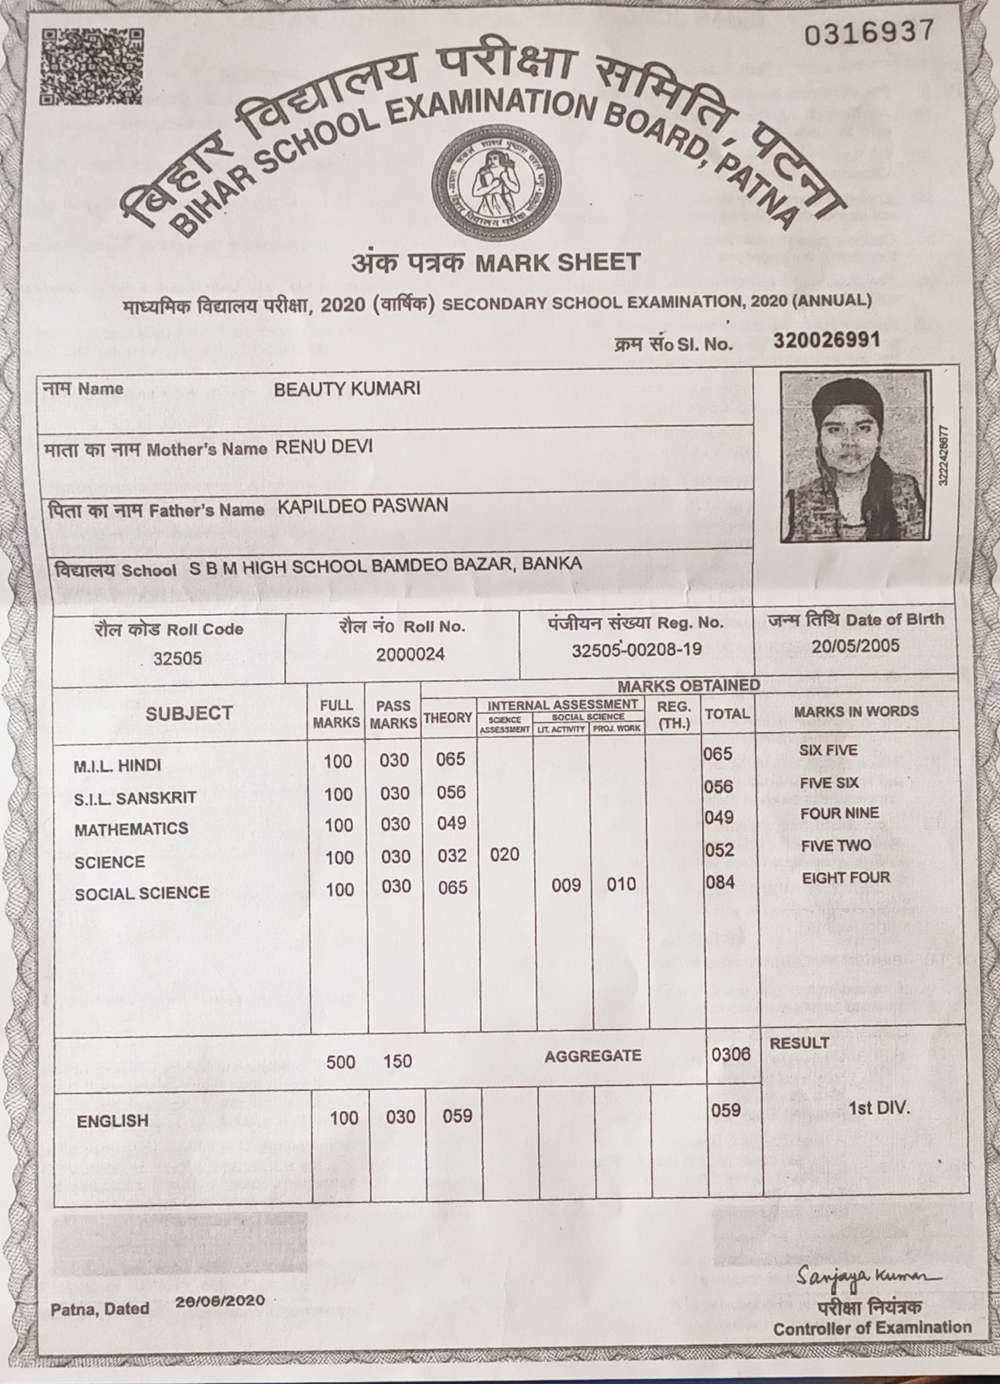 0316937
बिहार विद्यालय परीक्षा समिति, पटना
BIHAR SCHOOL EXAMINATION BOARD, PATNA
अंक पत्रक MARK SHEET
माध्यमिक विद्यालय परीक्षा, 2020 (वार्षिक) SECONDARY SCHOOL EXAMINATION, 2020 (ANNUAL)
क्रम सं० Sl. No. 320026991
नाम Name BEAUTY KUMARI
माता का नाम Mother's Name RENU DEVI
पिता का नाम Father's Name KAPILDEO PASWAN
विद्यालय School S B M HIGH SCHOOL BAMDEO BAZAR, BANKA
3222428677
रौल कोड Roll Code रौल नं० Roll No. पंजीयन संख्या Reg. No. जन्म तिथि Date of Birth
32505 2000024 32505-00208-19 20/05/2005
SUBJECT FULL MARKS PASS MARKS MARKS OBTAINED
THEORY INTERNAL ASSESSMENT REG. (TH.) TOTAL MARKS IN WORDS
SCIENCE ASSESSMENT SOCIAL SCIENCE
LIT. ACTIVITY PROJ. WORK
M.I.L. HINDI 100 030 065 065 SIX FIVE
S.I.L. SANSKRIT 100 030 056 056 FIVE SIX
MATHEMATICS 100 030 049 049 FOUR NINE
SCIENCE 100 030 032 020 052 FIVE TWO
SOCIAL SCIENCE 100 030 065 009 010 084 EIGHT FOUR
500 150 AGGREGATE 0306 RESULT
ENGLISH 100 030 059 059 1st DIV.
Sanjaya Kumar
Patna, Dated 26/05/2020
परीक्षा नियंत्रक
Controller of Examination